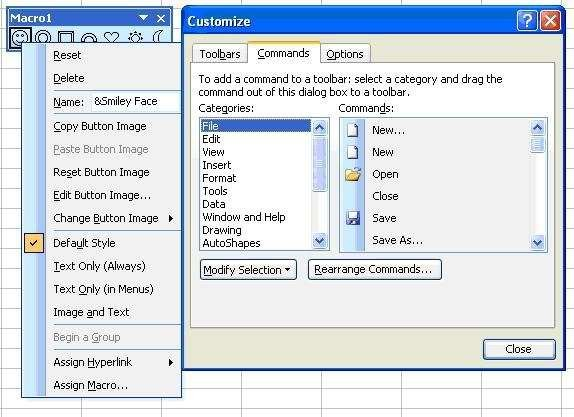 Macro1
Reset
Delete
Name: &Smiley Face
Copy Button Image
Paste Button Image
Reset Button Image
Edit Button Image...
Change Button Image
Default Style
Text Only (Always)
Text Only (in Menus)
Image and Text
Begin a Group
Assign Hyperlink
Assign Macro...
Customize
Toolbars Commands Options
To add a command to a toolbar: select a category and drag the
command out of this dialog box to a toolbar.
Categories:
File
Edit
View
Insert
Format
Tools
Data
Window and Help
Drawing
AutoShapes
Commands:
New...
New
Open
Close
Save
Save As...
Modify Selection
Rearrange Commands...
Close